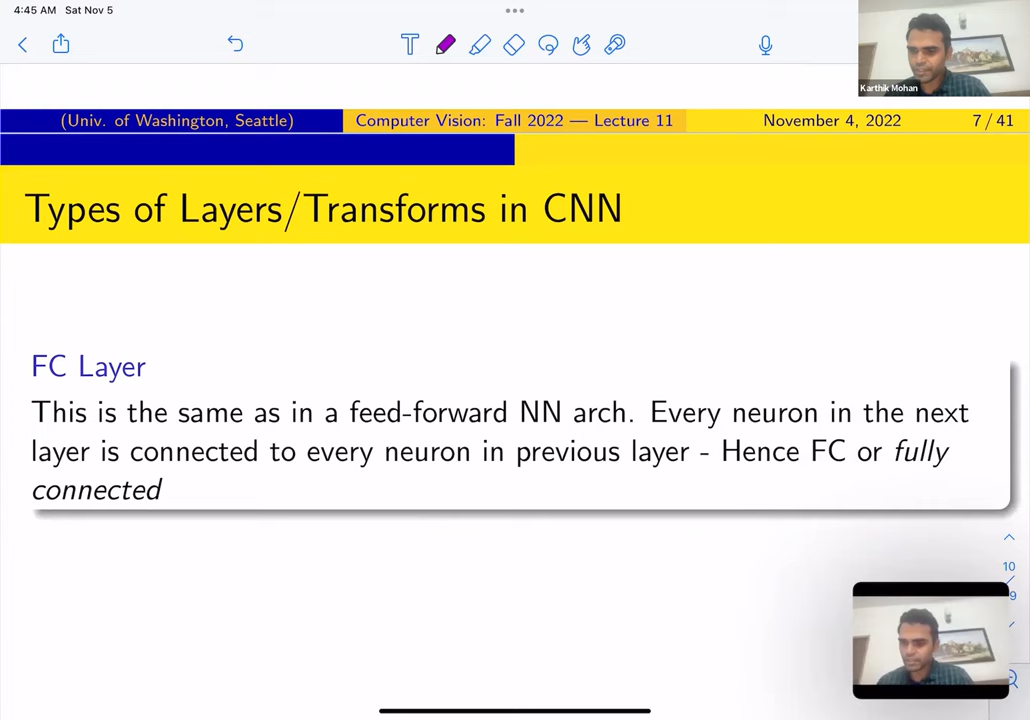 4:45 AM Sat Nov 5
Karthik Mohan
(Univ. of Washington, Seattle) Computer Vision: Fall 2022 — Lecture 11 November 4, 2022 7 / 41
Types of Layers/Transforms in CNN
FC Layer
This is the same as in a feed-forward NN arch. Every neuron in the next
layer is connected to every neuron in previous layer - Hence FC or fully
connected
10